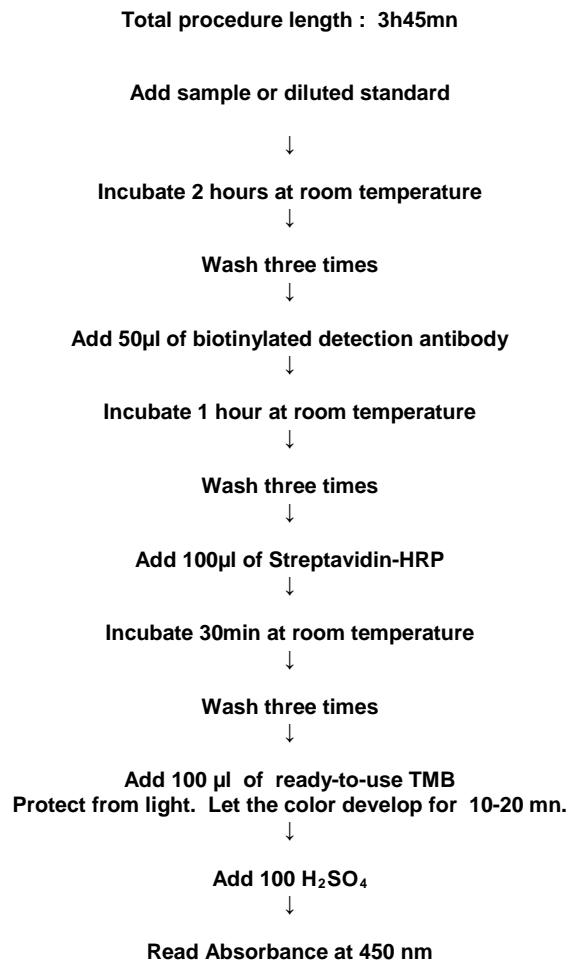 Total procedure length : 3h45mn
Add sample or diluted standard
↓
Incubate 2 hours at room temperature
↓
Wash three times
↓
Add 50µl of biotinylated detection antibody
↓
Incubate 1 hour at room temperature
↓
Wash three times
↓
Add 100µl of Streptavidin-HRP
↓
Incubate 30min at room temperature
↓
Wash three times
↓
Add 100 µl of ready-to-use TMB
Protect from light. Let the color develop for 10-20 mn.
↓
Add 100 H₂SO₄
↓
Read Absorbance at 450 nm